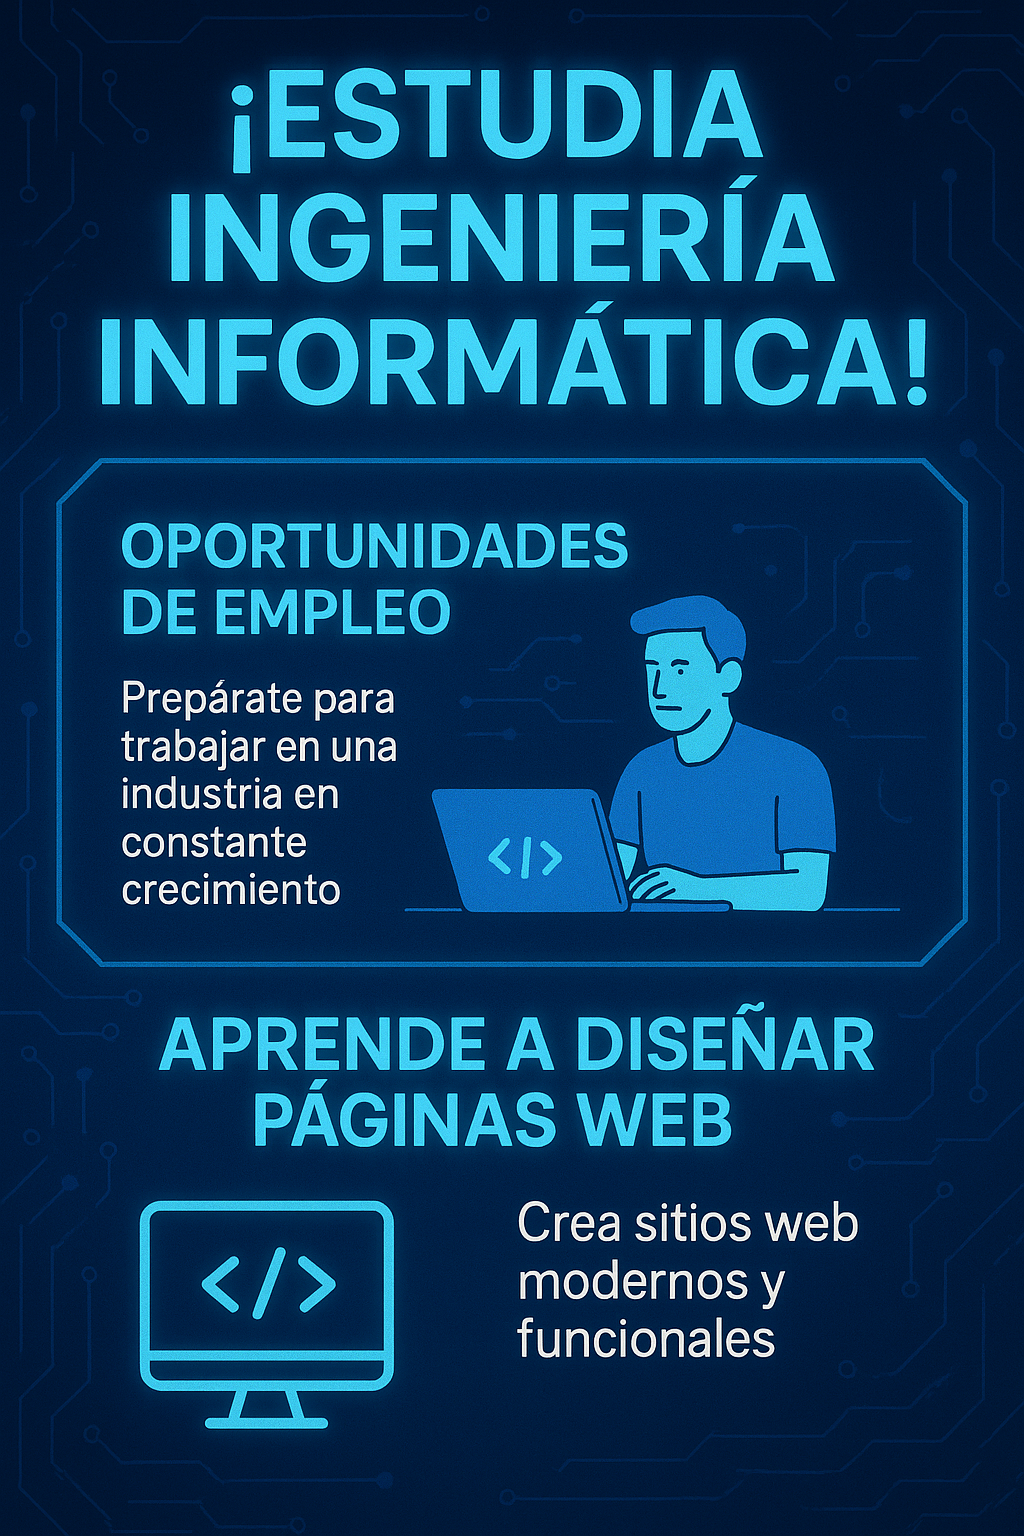 ¡ESTUDIA
INGENIERÍA
INFORMÁTICA!
OPORTUNIDADES
DE EMPLEO
Prepárate para
trabajar en una
industria en
constante
crecimiento
</>
APRENDE A DISEÑAR
PÁGINAS WEB
</>
Crea sitios web
modernos y
funcionales